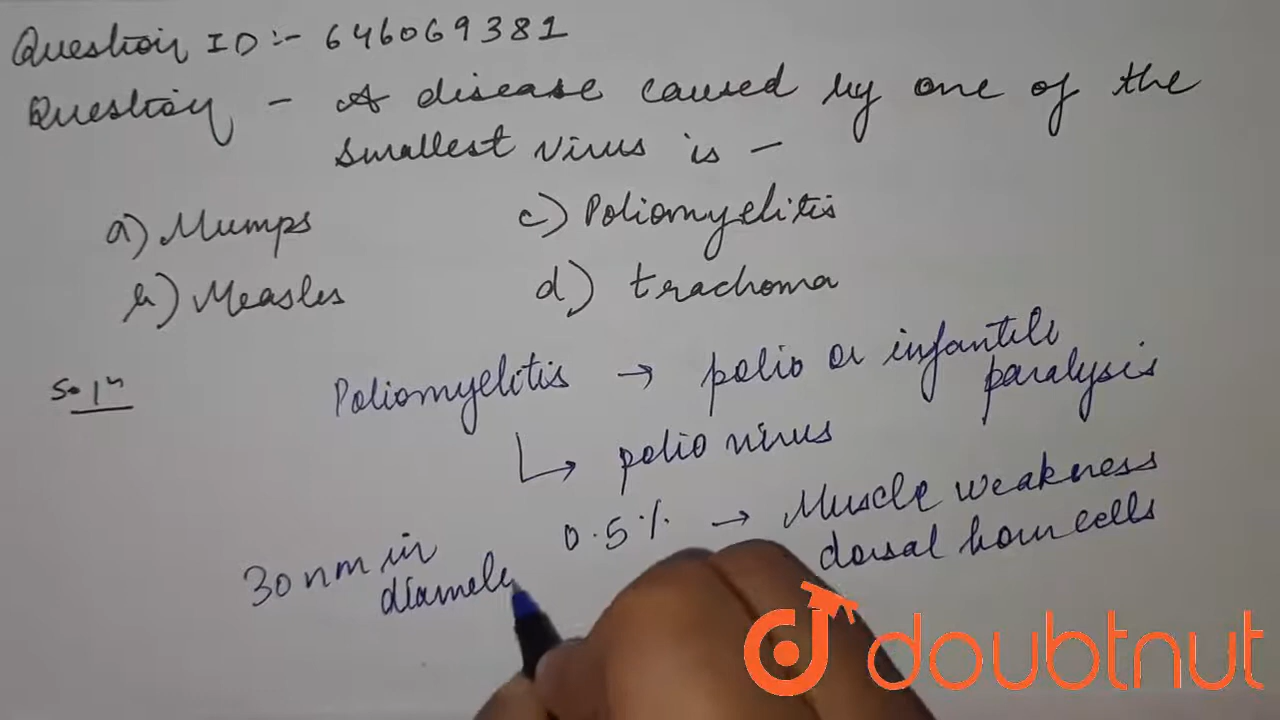 Question ID:- 646069381
Question - A disease caused by one of the
smallest virus is -
a) Mumps
c) Poliomyelitis
b) Measles
d) trachoma
Solⁿ
Poliomyelitis → polio or infantile
paralysis
↳ polio virus
0.5% → Muscle weakness
dorsal horn cells
30 nm in
diamete
doubtnut